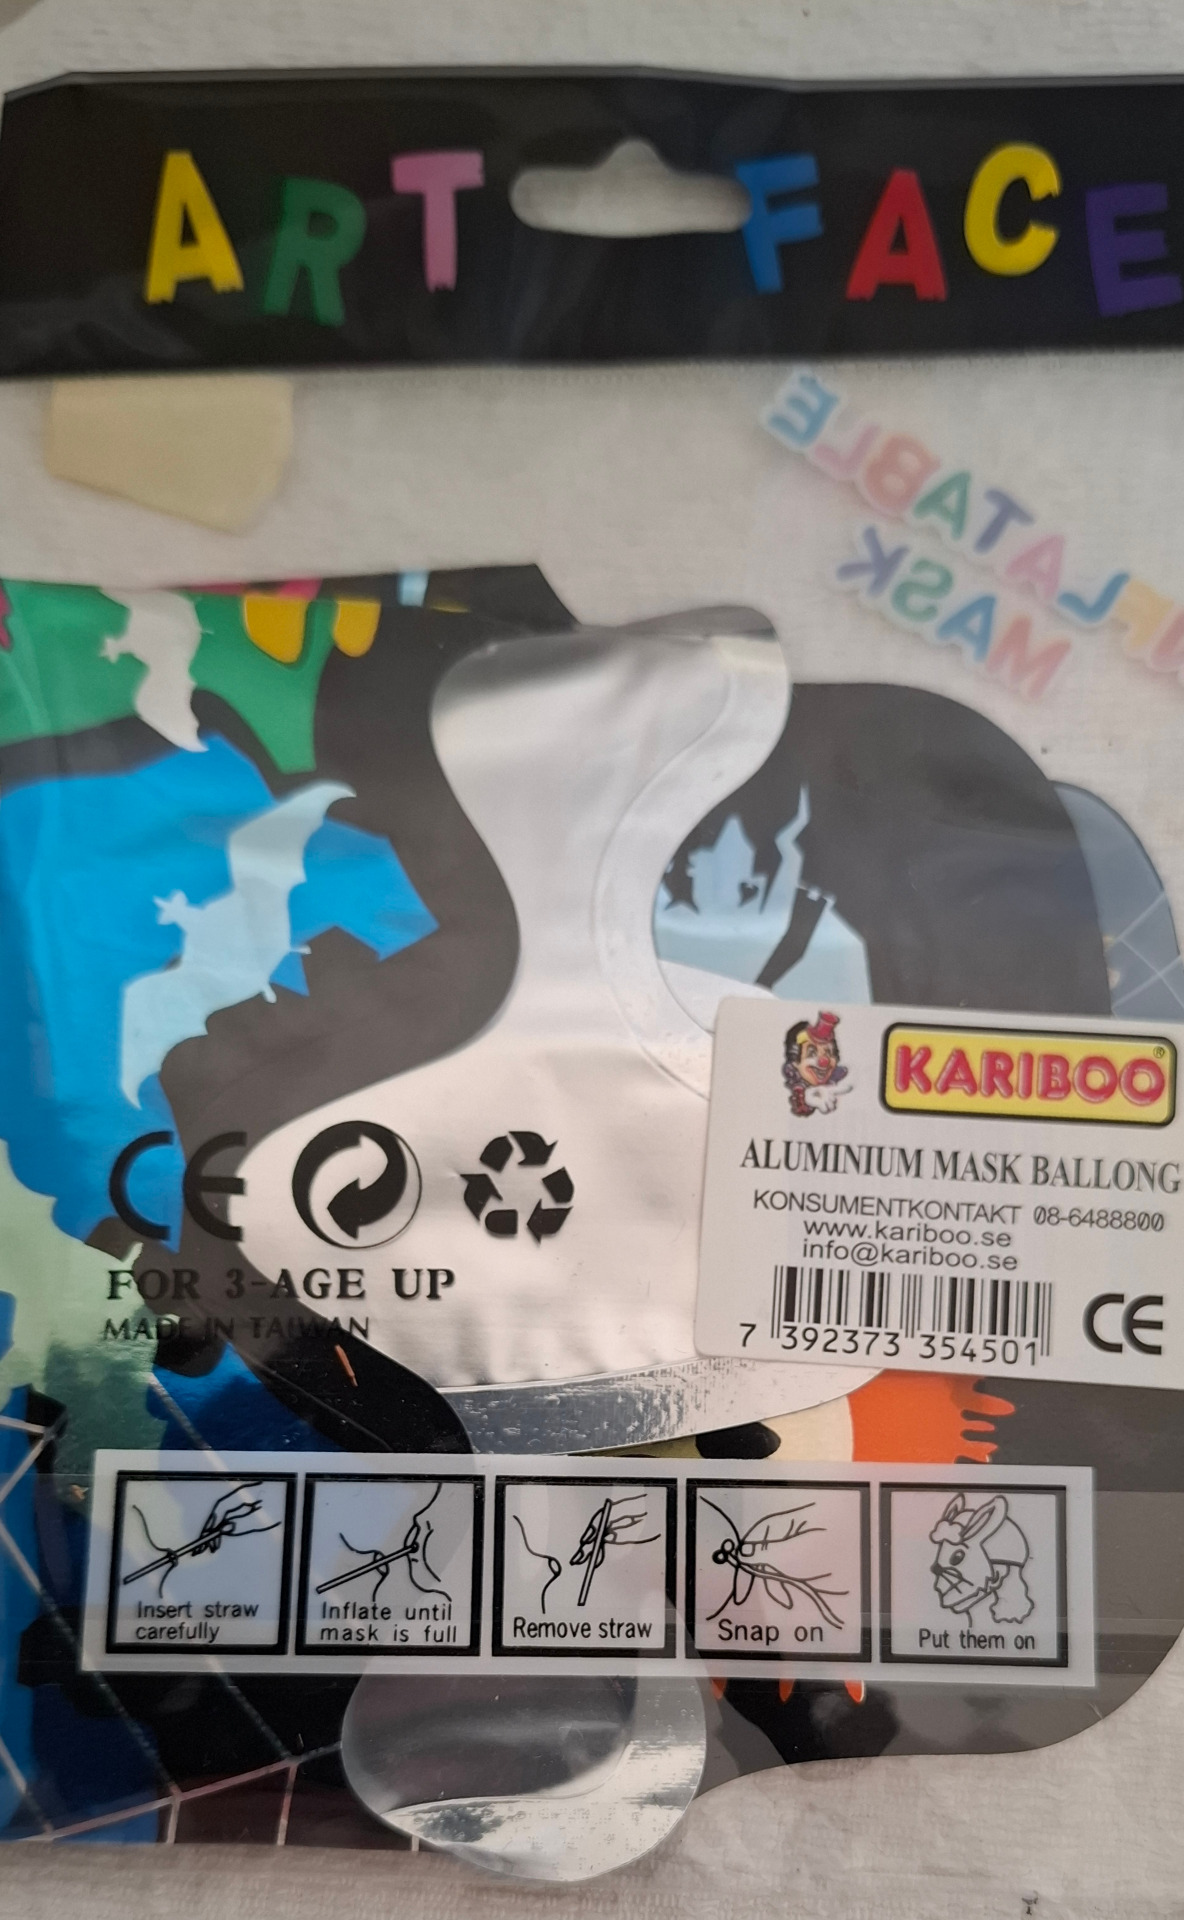 ART FACE
INFLATABLE
MASK
KARIBOO®
ALUMINIUM MASK BALLONG
KONSUMENTKONTAKT 08-6488800
www.kariboo.se
info@kariboo.se
7 392373 354501
CE
CE
FOR 3-AGE UP
MADE IN TAIWAN
Insert straw
carefully
Inflate until
mask is full
Remove straw
Snap on
Put them on